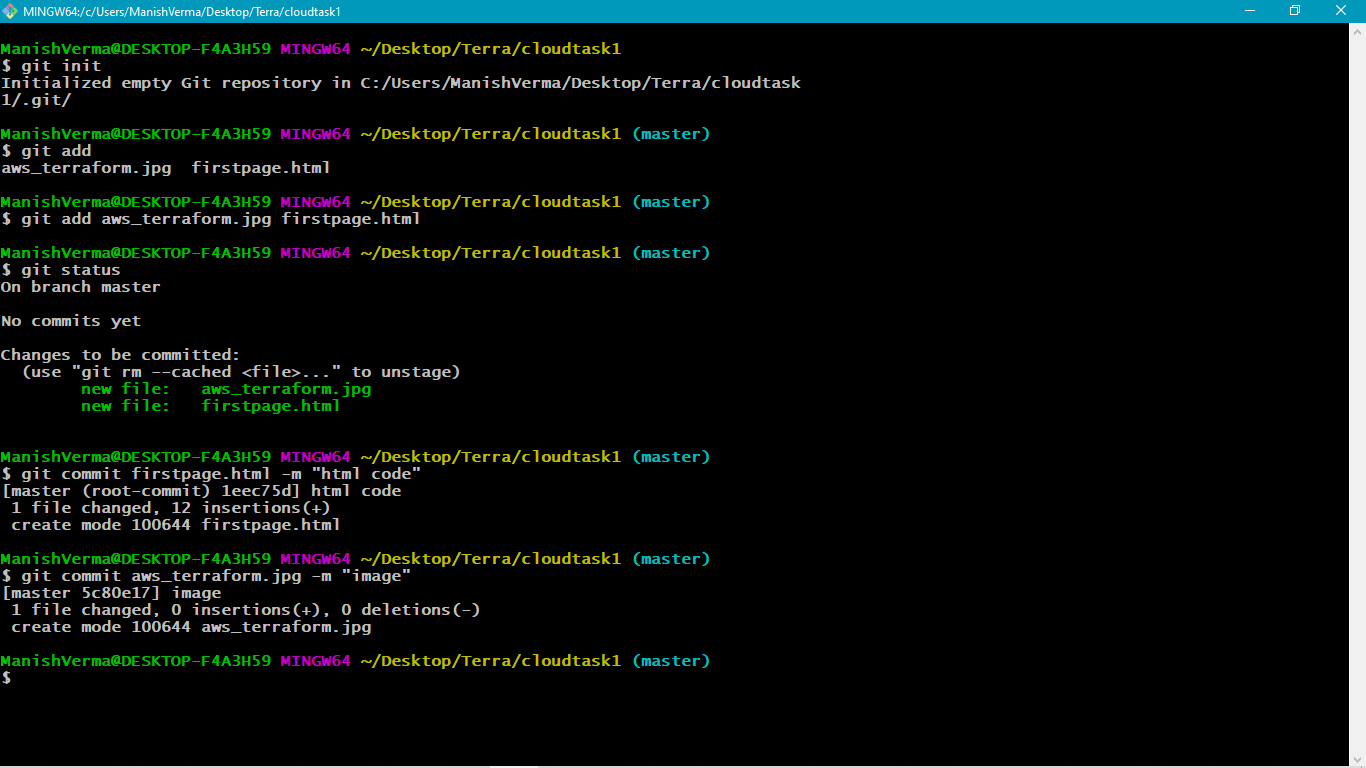 MINGW64:/c/Users/ManishVerma/Desktop/Terra/cloudtask1
ManishVerma@DESKTOP-F4A3H59 MINGW64 ~/Desktop/Terra/cloudtask1
$ git init
Initialized empty Git repository in C:/Users/ManishVerma/Desktop/Terra/cloudtask
1/.git/
ManishVerma@DESKTOP-F4A3H59 MINGW64 ~/Desktop/Terra/cloudtask1 (master)
$ git add
aws_terraform.jpg  firstpage.html
ManishVerma@DESKTOP-F4A3H59 MINGW64 ~/Desktop/Terra/cloudtask1 (master)
$ git add aws_terraform.jpg firstpage.html
ManishVerma@DESKTOP-F4A3H59 MINGW64 ~/Desktop/Terra/cloudtask1 (master)
$ git status
On branch master
No commits yet
Changes to be committed:
  (use "git rm --cached <file>..." to unstage)
        new file:   aws_terraform.jpg
        new file:   firstpage.html
ManishVerma@DESKTOP-F4A3H59 MINGW64 ~/Desktop/Terra/cloudtask1 (master)
$ git commit firstpage.html -m "html code"
[master (root-commit) 1eec75d] html code
 1 file changed, 12 insertions(+)
 create mode 100644 firstpage.html
ManishVerma@DESKTOP-F4A3H59 MINGW64 ~/Desktop/Terra/cloudtask1 (master)
$ git commit aws_terraform.jpg -m "image"
[master 5c80e17] image
 1 file changed, 0 insertions(+), 0 deletions(-)
 create mode 100644 aws_terraform.jpg
ManishVerma@DESKTOP-F4A3H59 MINGW64 ~/Desktop/Terra/cloudtask1 (master)
$